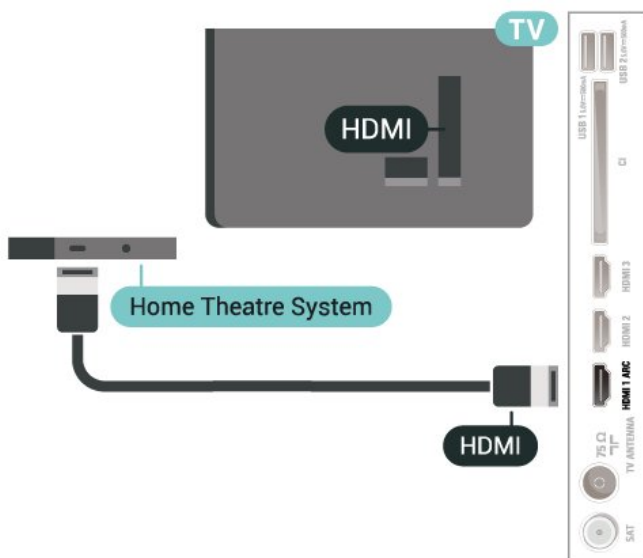 TV
HDMI
Home Theatre System
HDMI
USB 2
USB 1
CI
HDMI 3
HDMI 2
HDMI 1 ARC
75 Ω
TV ANTENNA
SAT